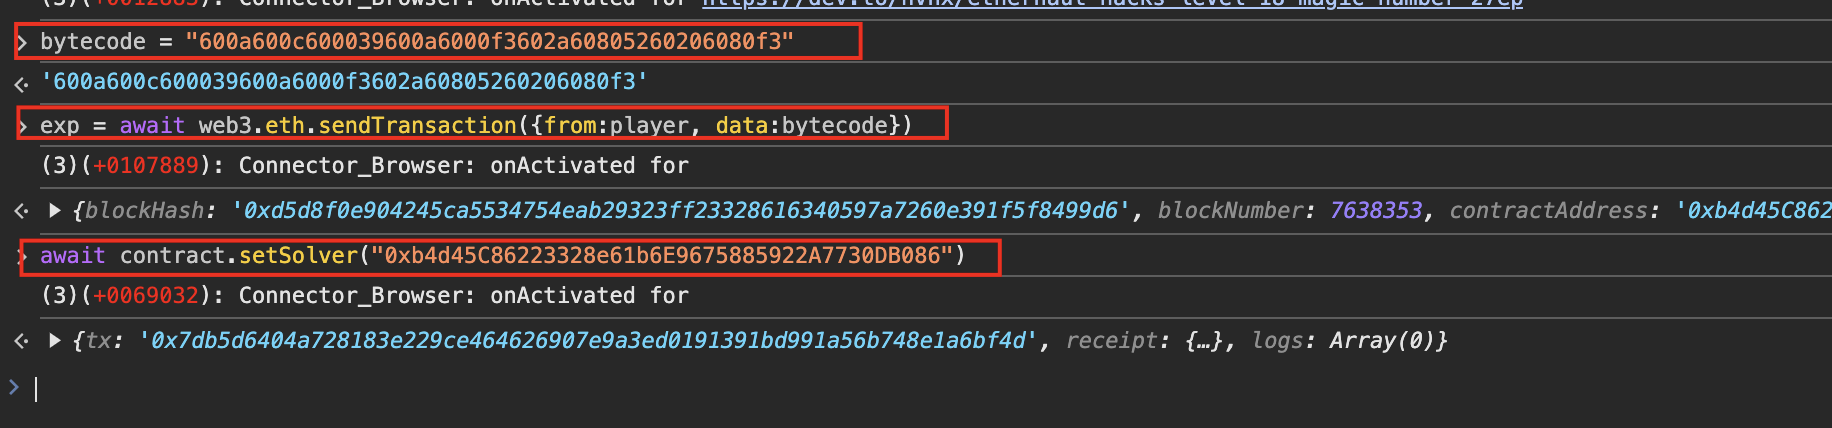 (3)(+0012883): Connector_Browser: onActivated for https://dev.to/nvnx/ethernaut-hacks-level-18-magic-number-27ep
> bytecode = "600a600c600039600a6000f3602a60805260206080f3"
'600a600c600039600a6000f3602a60805260206080f3'
> exp = await web3.eth.sendTransaction({from:player, data:bytecode})
(3)(+0107889): Connector_Browser: onActivated for
▶ {blockHash: '0xd5d8f0e904245ca5534754eab29323ff23328616340597a7260e391f5f8499d6', blockNumber: 7638353, contractAddress: '0xb4d45C862
> await contract.setSolver("0xb4d45C86223328e61b6E9675885922A7730DB086")
(3)(+0069032): Connector_Browser: onActivated for
▶ {tx: '0x7db5d6404a728183e229ce464626907e9a3ed0191391bd991a56b748e1a6bf4d', receipt: {…}, logs: Array(0)}
>